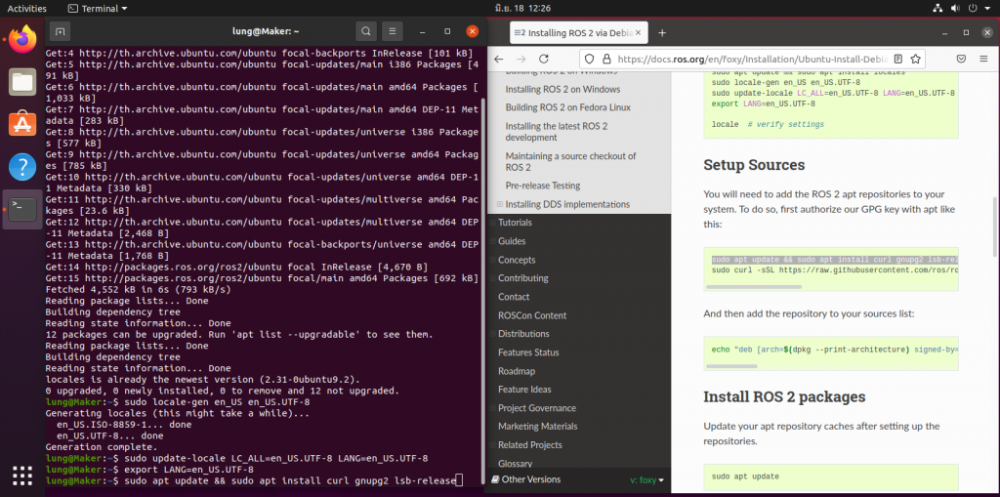 Activities
Terminal
มิ.ย. 18 12:26
lung@Maker: ~
Get:4 http://th.archive.ubuntu.com/ubuntu focal-backports InRelease [101 kB]
Get:5 http://th.archive.ubuntu.com/ubuntu focal-updates/main i386 Packages [4
91 kB]
Get:6 http://th.archive.ubuntu.com/ubuntu focal-updates/main amd64 Packages [
1,033 kB]
Get:7 http://th.archive.ubuntu.com/ubuntu focal-updates/main amd64 DEP-11 Met
adata [283 kB]
Get:8 http://th.archive.ubuntu.com/ubuntu focal-updates/universe i386 Package
s [577 kB]
Get:9 http://th.archive.ubuntu.com/ubuntu focal-updates/universe amd64 Packag
es [785 kB]
Get:10 http://th.archive.ubuntu.com/ubuntu focal-updates/universe amd64 DEP-1
1 Metadata [330 kB]
Get:11 http://th.archive.ubuntu.com/ubuntu focal-updates/multiverse amd64 Pac
kages [23.6 kB]
Get:12 http://th.archive.ubuntu.com/ubuntu focal-updates/multiverse amd64 DEP
-11 Metadata [2,468 B]
Get:13 http://th.archive.ubuntu.com/ubuntu focal-backports/universe amd64 DEP
-11 Metadata [1,768 B]
Get:14 http://packages.ros.org/ros2/ubuntu focal InRelease [4,670 B]
Get:15 http://packages.ros.org/ros2/ubuntu focal/main amd64 Packages [692 kB]
Fetched 4,552 kB in 6s (793 kB/s)
Reading package lists... Done
Building dependency tree
Reading state information... Done
12 packages can be upgraded. Run 'apt list --upgradable' to see them.
Reading package lists... Done
Building dependency tree
Reading state information... Done
locales is already the newest version (2.31-0ubuntu9.2).
0 upgraded, 0 newly installed, 0 to remove and 12 not upgraded.
lung@Maker:~$ sudo locale-gen en_US en_US.UTF-8
Generating locales (this might take a while)...
en_US.ISO-8859-1... done
en_US.UTF-8... done
Generation complete.
lung@Maker:~$ sudo update-locale LC_ALL=en_US.UTF-8 LANG=en_US.UTF-8
lung@Maker:~$ export LANG=en_US.UTF-8
lung@Maker:~$ sudo apt update && sudo apt install curl gnupg2 lsb-release
Installing ROS 2 via Debia
https://docs.ros.org/en/foxy/Installation/Ubuntu-Install-Debia
Building ROS 2 on Windows
Installing ROS 2 on Windows
Building ROS 2 on Fedora Linux
Installing the latest ROS 2
development
Maintaining a source checkout of
ROS 2
Pre-release Testing
Installing DDS implementations
Tutorials
Guides
Concepts
Contributing
Contact
ROSCon Content
Distributions
Features Status
Roadmap
Feature Ideas
Project Governance
Marketing Materials
Related Projects
Glossary
Other Versions
v: foxy
sudo apt update && sudo apt install locales
sudo locale-gen en_US en_US.UTF-8
sudo update-locale LC_ALL=en_US.UTF-8 LANG=en_US.UTF-8
export LANG=en_US.UTF-8
locale # verify settings
Setup Sources
You will need to add the ROS 2 apt repositories to your
system. To do so, first authorize our GPG key with apt like
this:
sudo apt update && sudo apt install curl gnupg2 lsb-rel
sudo curl -sSL https://raw.githubusercontent.com/ros/ro
And then add the repository to your sources list:
echo "deb [arch=$(dpkg --print-architecture) signed-by=
Install ROS 2 packages
Update your apt repository caches after setting up the
repositories.
sudo apt update